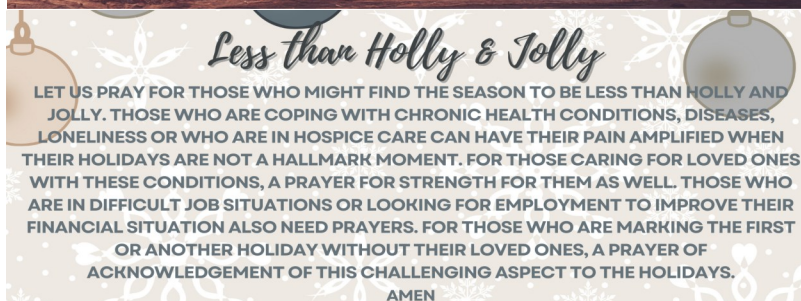 Less than Holly & Jolly
LET US PRAY FOR THOSE WHO MIGHT FIND THE SEASON TO BE LESS THAN HOLLY AND
JOLLY. THOSE WHO ARE COPING WITH CHRONIC HEALTH CONDITIONS, DISEASES,
LONELINESS OR WHO ARE IN HOSPICE CARE CAN HAVE THEIR PAIN AMPLIFIED WHEN
THEIR HOLIDAYS ARE NOT A HALLMARK MOMENT. FOR THOSE CARING FOR LOVED ONES
WITH THESE CONDITIONS, A PRAYER FOR STRENGTH FOR THEM AS WELL. THOSE WHO
ARE IN DIFFICULT JOB SITUATIONS OR LOOKING FOR EMPLOYMENT TO IMPROVE THEIR
FINANCIAL SITUATION ALSO NEED PRAYERS. FOR THOSE WHO ARE MARKING THE FIRST
OR ANOTHER HOLIDAY WITHOUT THEIR LOVED ONES, A PRAYER OF
ACKNOWLEDGEMENT OF THIS CHALLENGING ASPECT TO THE HOLIDAYS.
AMEN